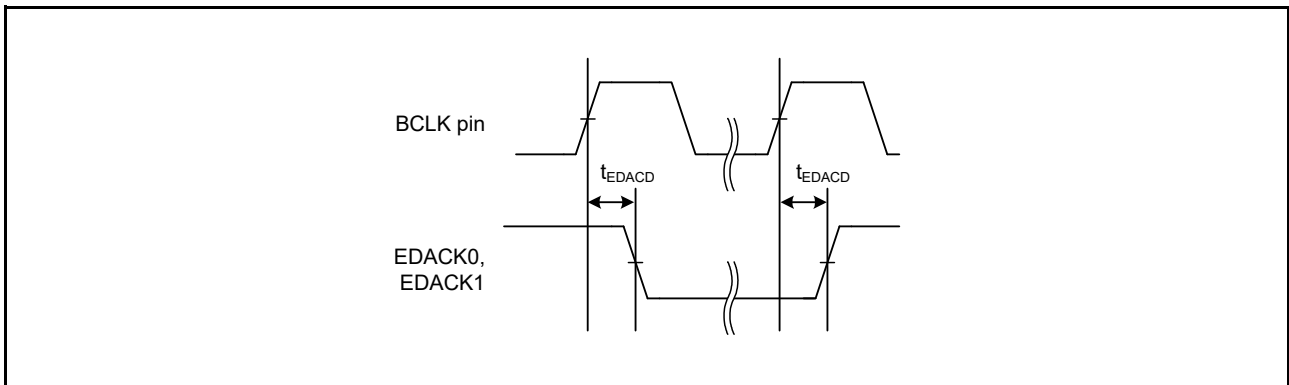 BCLK pin
tEDACD
tEDACD
EDACK0,
EDACK1